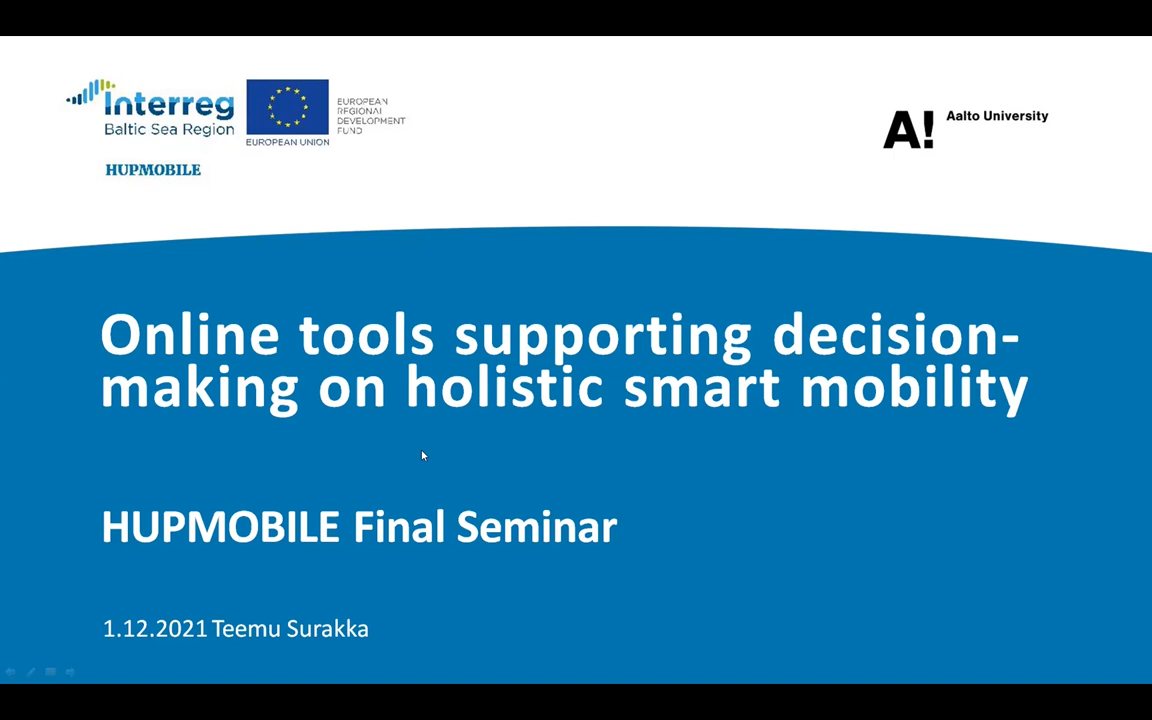 Interreg
Baltic Sea Region
EUROPEAN UNION
EUROPEAN
REGIONAL
DEVELOPMENT
FUND
HUPMOBILE
A!
Aalto University
Online tools supporting decision-
making on holistic smart mobility
HUPMOBILE Final Seminar
1.12.2021 Teemu Surakka